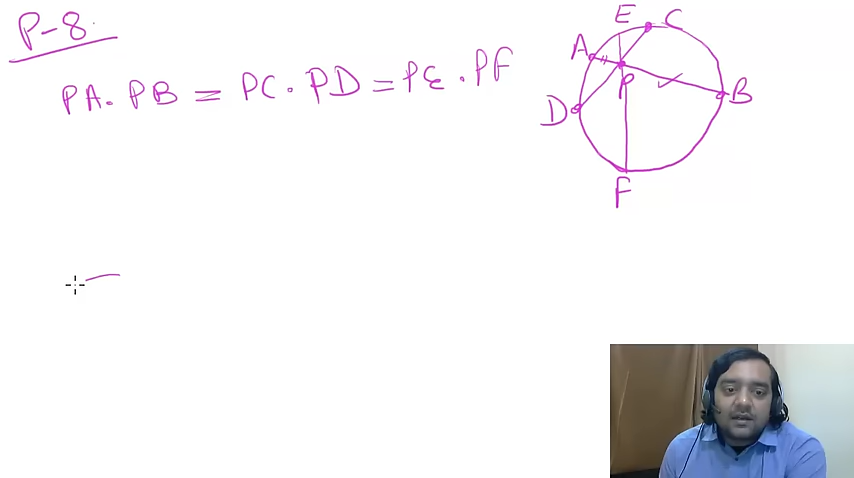 P-8.
PA. PB = PC. PD = PE . PF
E C
A
P
B
D
F